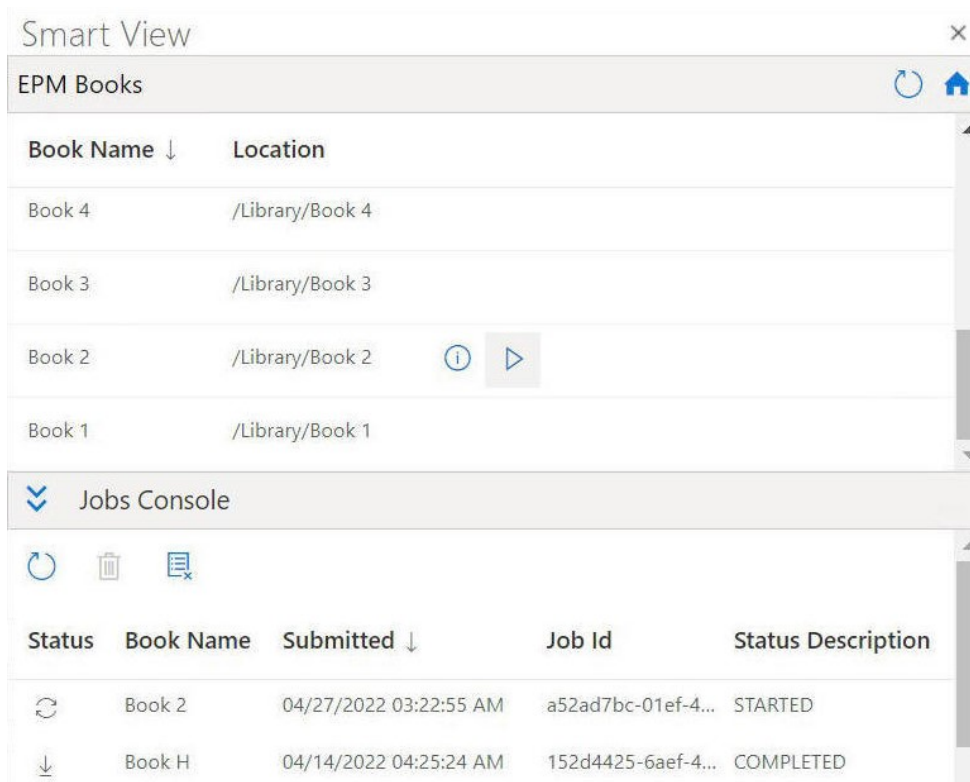 Smart View
EPM Books
Book Name ↓ Location
Book 4 /Library/Book 4
Book 3 /Library/Book 3
Book 2 /Library/Book 2
Book 1 /Library/Book 1
Jobs Console
Status Book Name Submitted ↓ Job Id Status Description
Book 2 04/27/2022 03:22:55 AM a52ad7bc-01ef-4... STARTED
Book H 04/14/2022 04:25:24 AM 152d4425-6aef-4... COMPLETED